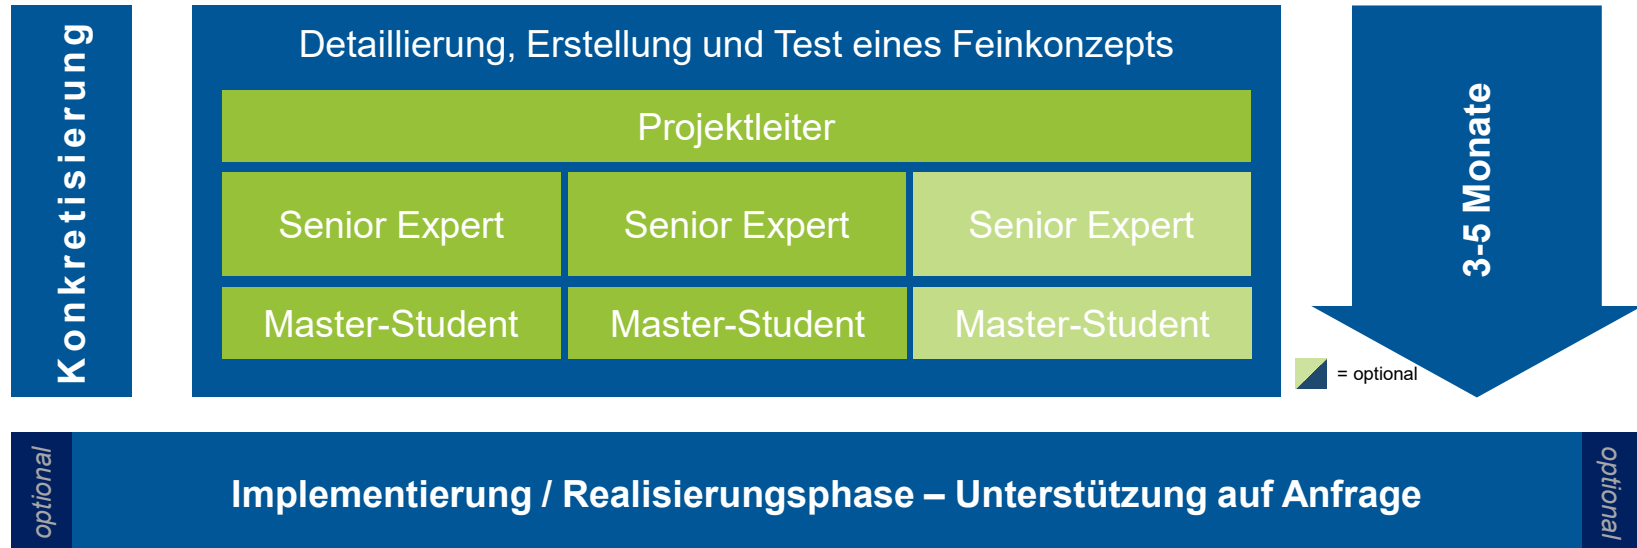 Konkretisierung
Detaillierung, Erstellung und Test eines Feinkonzepts
Projektleiter
Senior Expert
Senior Expert
Senior Expert
Master-Student
Master-Student
Master-Student
3-5 Monate
= optional
optional
Implementierung / Realisierungsphase – Unterstützung auf Anfrage
optional